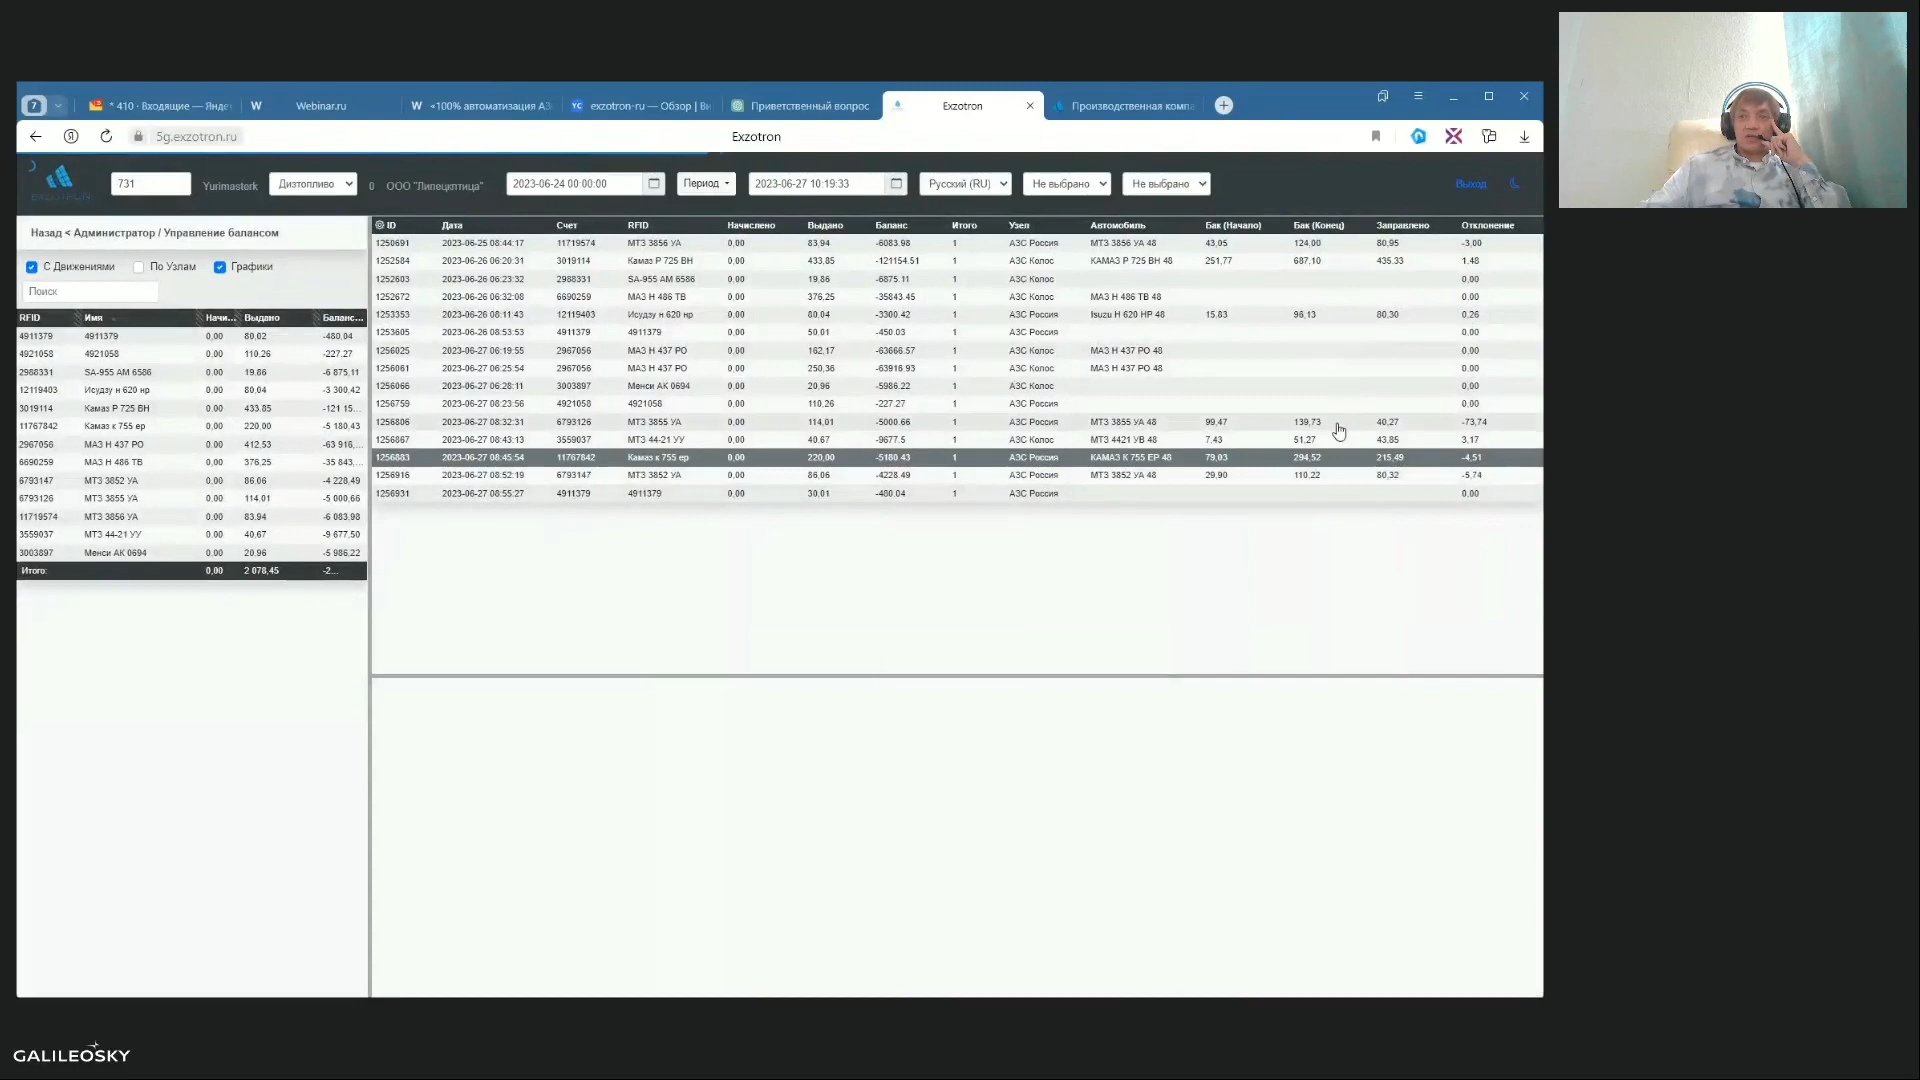 7 * 410 · Входящие — Яндe W Webinar.ru W <100% автоматизация АЗ YC exzotron-ru — Обзор | Ви Приветственный вопрос Exzotron Производственная компа
Я 5g.exzotron.ru Exzotron
EXZOTRON 731 Yurimasterk Дизтопливо 0 ООО "Липецкптица" 2023-06-24 00:00:00 Период 2023-06-27 10:19:33 Русский (RU) Не выбрано Не выбрано Выход
Назад < Администратор / Управление балансом
С Движениями По Узлам Графики
Поиск
RFID Имя Начи... Выдано Баланс...
4911379 4911379 0,00 80,02 -480,04
4921058 4921058 0,00 110,26 -227,27
2988331 SA-955 AM 6586 0,00 19,86 -6 875,11
12119403 Исудзу н 620 нр 0,00 80,04 -3 300,42
3019114 Камаз Р 725 ВН 0,00 433,85 -121 15...
11767842 Камаз к 755 ер 0,00 220,00 -5 180,43
2967056 МАЗ Н 437 РО 0,00 412,53 -63 916,...
6690259 МАЗ Н 486 ТВ 0,00 376,25 -35 843,...
6793147 МТЗ 3852 УА 0,00 86,06 -4 228,49
6793126 МТЗ 3855 УА 0,00 114,01 -5 000,66
11719574 МТЗ 3856 УА 0,00 83,94 -6 083,98
3559037 МТЗ 44-21 УУ 0,00 40,67 -9 677,50
3003897 Менси АК 0694 0,00 20,96 -5 986,22
Итого: 0,00 2 078,45 -2...
ID Дата Счет RFID Начислено Выдано Баланс Итого Узел Автомобиль Бак (Начало) Бак (Конец) Заправлено Отклонение
1250691 2023-06-25 08:44:17 11719574 МТЗ 3856 УА 0,00 83,94 -6083.98 1 АЗС Россия МТЗ 3856 УА 48 43,05 124,00 80,95 -3,00
1252584 2023-06-26 06:20:31 3019114 Камаз Р 725 ВН 0,00 433,85 -121154.51 1 АЗС Колос КАМАЗ Р 725 ВН 48 251,77 687,10 435,33 1,48
1252603 2023-06-26 06:23:32 2988331 SA-955 AM 6586 0,00 19,86 -6875.11 1 АЗС Колос 0,00
1252672 2023-06-26 06:32:08 6690259 МАЗ Н 486 ТВ 0,00 376,25 -35843.45 1 АЗС Колос МАЗ Н 486 ТВ 48 0,00
1253353 2023-06-26 08:11:43 12119403 Исудзу н 620 нр 0,00 80,04 -3300.42 1 АЗС Россия Isuzu Н 620 НР 48 15,83 96,13 80,30 0,26
1253605 2023-06-26 08:53:53 4911379 4911379 0,00 50,01 -450.03 1 АЗС Россия 0,00
1256025 2023-06-27 06:19:55 2967056 МАЗ Н 437 РО 0,00 162,17 -63666.57 1 АЗС Колос МАЗ Н 437 РО 48 0,00
1256061 2023-06-27 06:25:54 2967056 МАЗ Н 437 РО 0,00 250,36 -63916.93 1 АЗС Колос МАЗ Н 437 РО 48 0,00
1256066 2023-06-27 06:28:11 3003897 Менси АК 0694 0,00 20,96 -5986.22 1 АЗС Колос 0,00
1256759 2023-06-27 08:23:56 4921058 4921058 0,00 110,26 -227.27 1 АЗС Россия 0,00
1256806 2023-06-27 08:32:31 6793126 МТЗ 3855 УА 0,00 114,01 -5000.66 1 АЗС Россия МТЗ 3855 УА 48 99,47 139,73 40,27 -73,74
1256867 2023-06-27 08:43:13 3559037 МТЗ 44-21 УУ 0,00 40,67 -9677.5 1 АЗС Колос МТЗ 4421 УВ 48 7,43 51,27 43,85 3,17
1256883 2023-06-27 08:45:54 11767842 Камаз к 755 ер 0,00 220,00 -5180.43 1 АЗС Россия КАМАЗ К 755 ЕР 48 79,03 294,52 215,49 -4,51
1256916 2023-06-27 08:52:19 6793147 МТЗ 3852 УА 0,00 86,06 -4228.49 1 АЗС Россия МТЗ 3852 УА 48 29,90 110,22 80,32 -5,74
1256931 2023-06-27 08:55:27 4911379 4911379 0,00 30,01 -480.04 1 АЗС Россия 0,00
GALILEOSKY